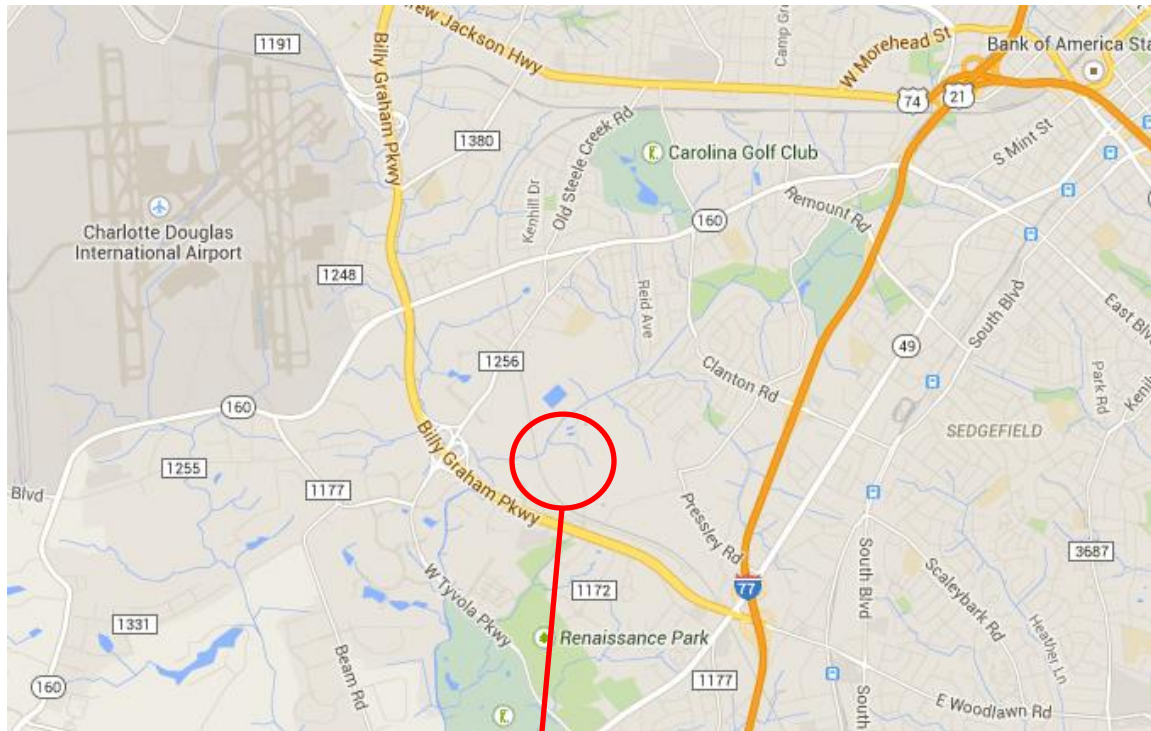 1191
Billy Graham Pkwy
rew Jackson Hwy
Camp Gr
W Morehead St
Bank of America Sta
74
21
1380
Kenhill Dr
Old Steele Creek Rd
Carolina Golf Club
S Mint St
Remount Rd
160
Charlotte Douglas
International Airport
1248
Reid Ave
South Blvd
East Blv
49
1256
Clanton Rd
Park Rd
Kenily
160
SEDGEFIELD
Billy Graham Pkwy
1255
1177
Blvd
Pressley Rd
South Blvd
3687
Scaleybark Rd
77
W Tyvola Pkwy
1172
1331
Renaissance Park
Heather Ln
Beam Rd
160
1177
South
E Woodlawn Rd